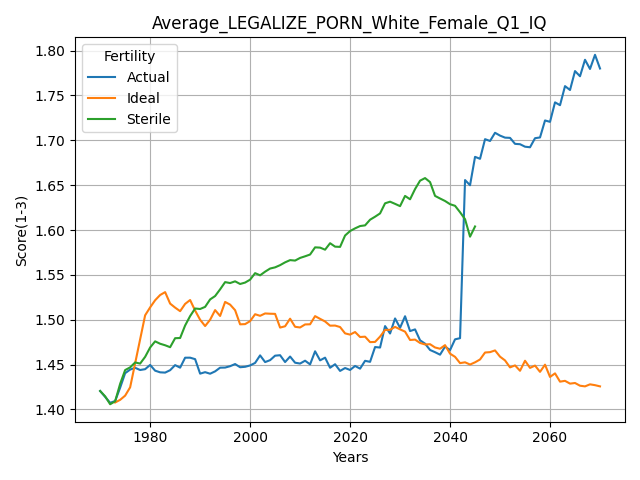 Average_LEGALIZE_PORN_White_Female_Q1_IQ
Fertility
Actual
Ideal
Sterile
1.80
1.75
1.70
1.65
1.60
1.55
1.50
1.45
1.40
Score(1-3)
1980
2000
2020
2040
2060
Years